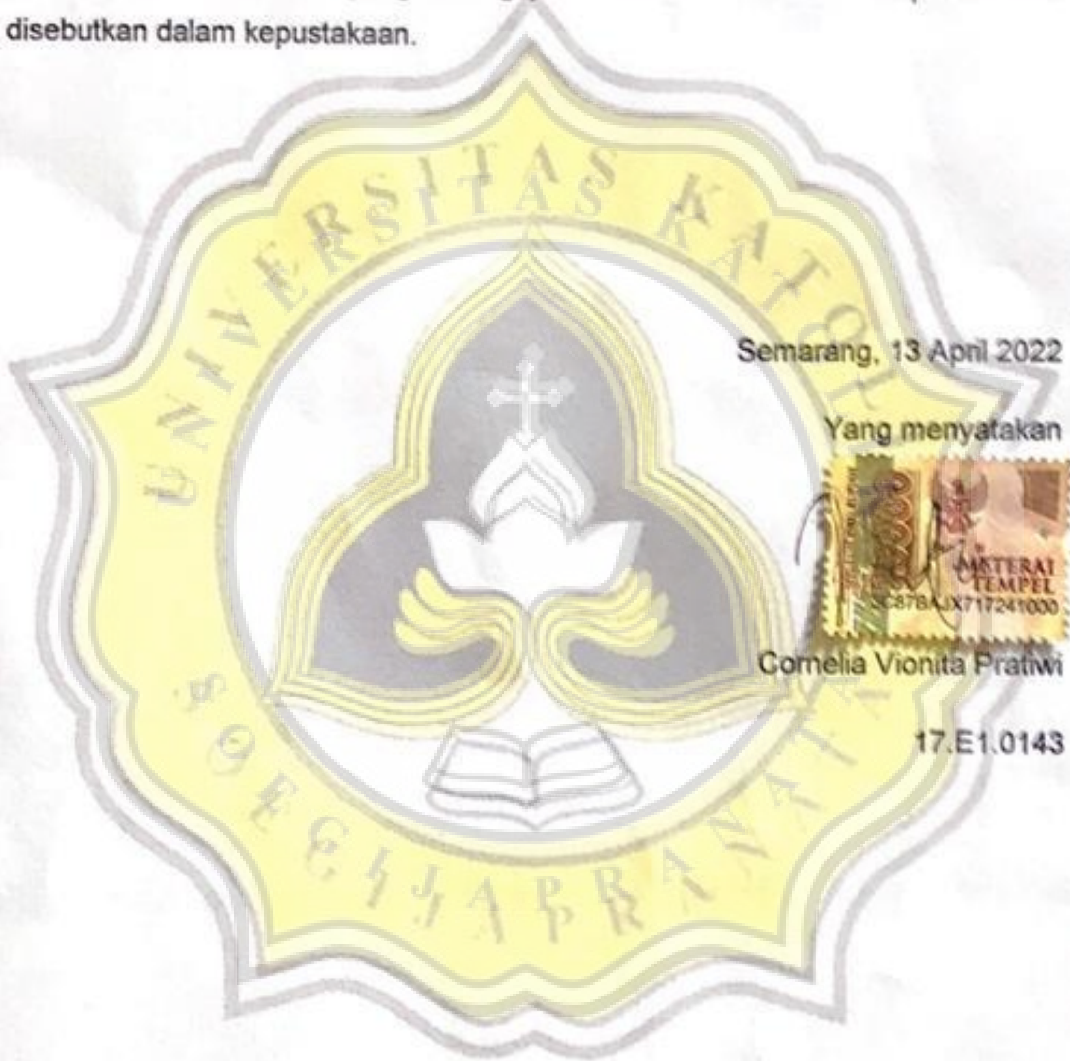 disebutkan dalam kepustakaan.
UNIVERSITAS KATOLIK
Semarang, 13 April 2022
Yang menyatakan
METERAI
TEMPEL
Cornelia Vionita Pratiwi
17.E1.0143
SOEGIJAPRANATA